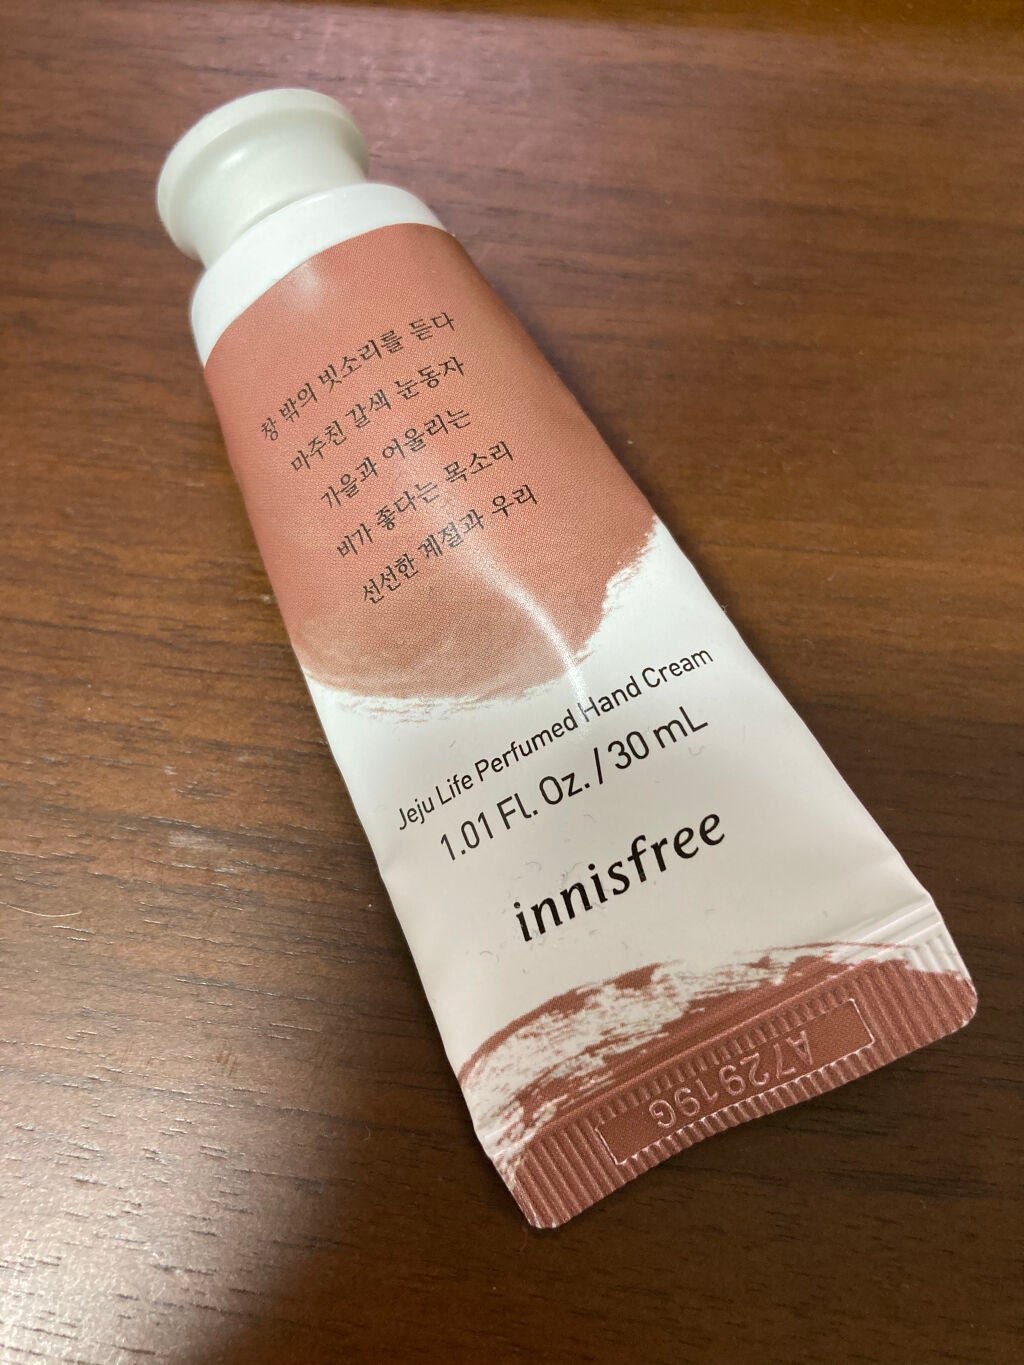 창 밖의 빗소리를 듣다
마주친 갈색 눈동자
가을과 어울리는
비가 좋다는 목소리
선선한 계절과 우리
Jeju Life Perfumed Hand Cream
1.01 FL. Oz. / 30 mL
innisfree
A72919G